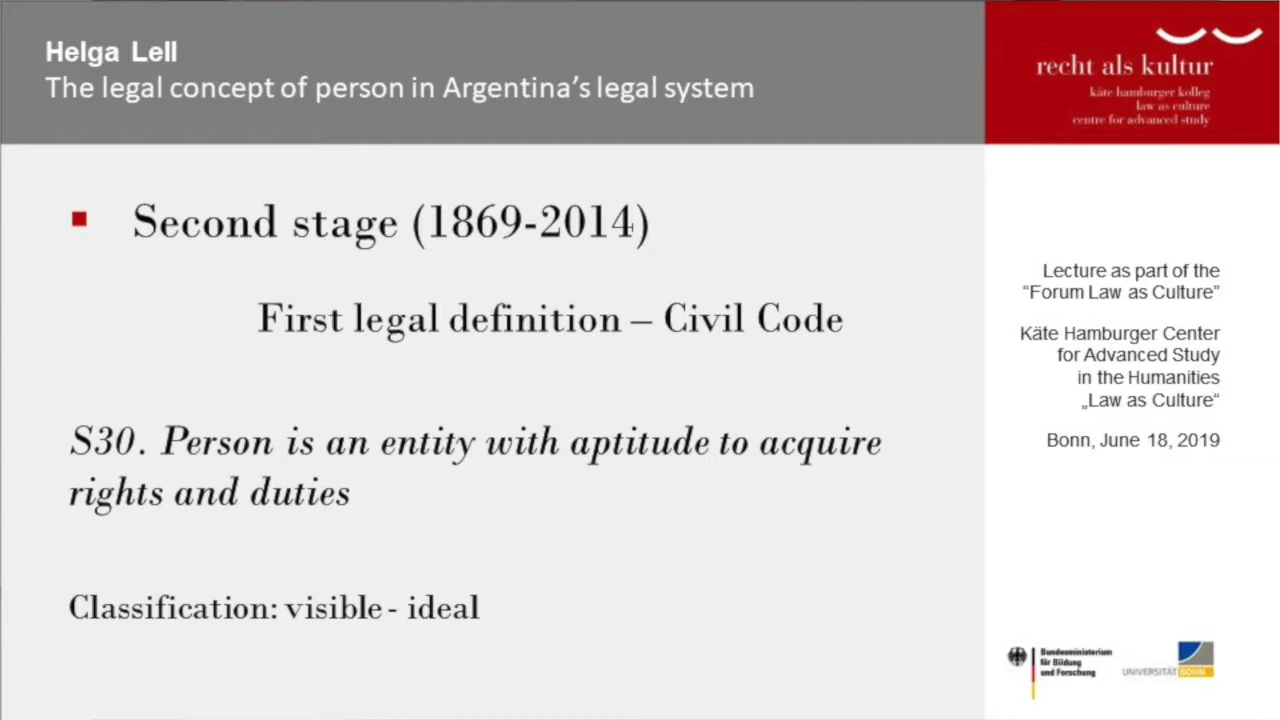 Helga Lell
The legal concept of person in Argentina's legal system
recht als kultur
käte hamburger kolleg
law as culture
centre for advanced study
▪ Second stage (1869-2014)
First legal definition – Civil Code
S30. Person is an entity with aptitude to acquire
rights and duties
Classification: visible - ideal
Lecture as part of the
“Forum Law as Culture”
Käte Hamburger Center
for Advanced Study
in the Humanities
„Law as Culture“
Bonn, June 18, 2019
Bundesministerium
für Bildung
und Forschung
UNIVERSITÄT BONN